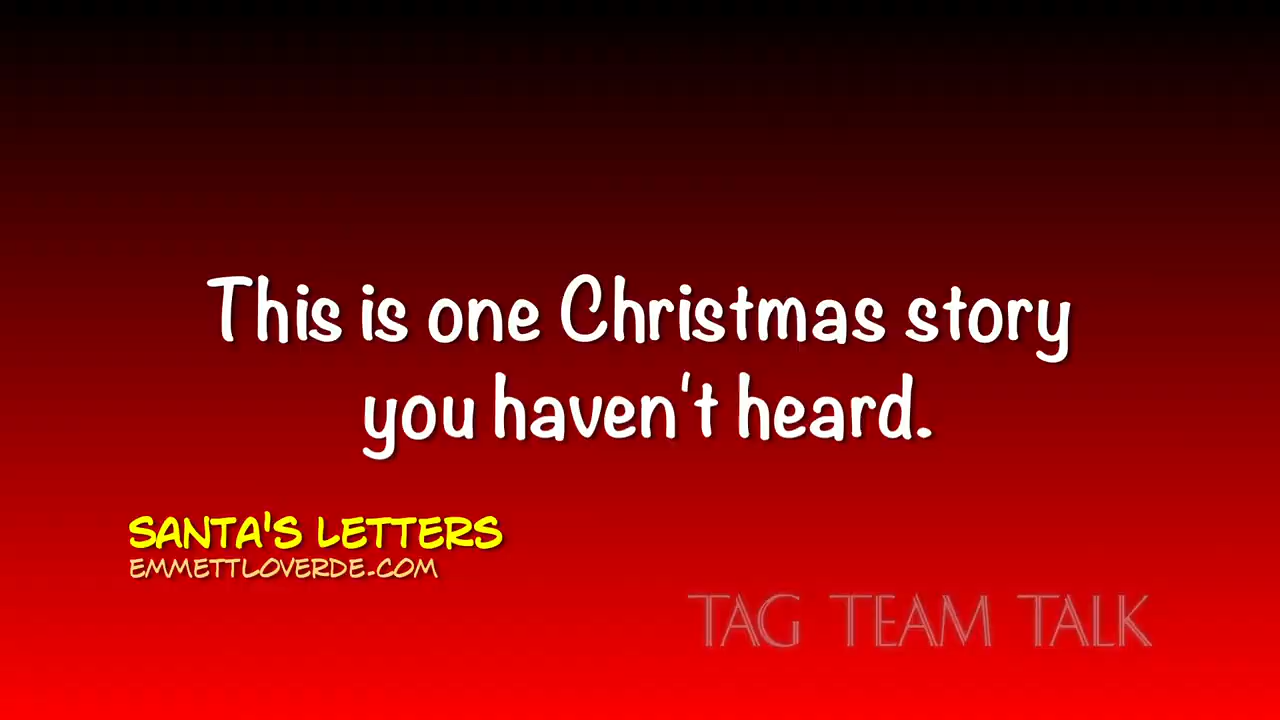 This is one Christmas story
you haven't heard.
SANTA'S LETTERS
EMMETTLOVERDE.COM
TAG TEAM TALK